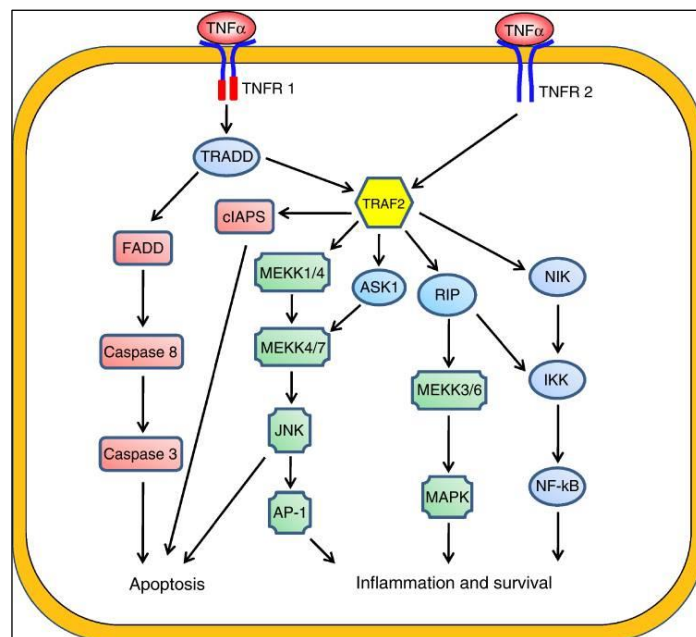 TNFα
TNFα
TNFR 1
TNFR 2
TRADD
TRAF2
cIAPS
FADD
MEKK1/4
ASK1
RIP
NIK
Caspase 8
MEKK4/7
MEKK3/6
IKK
Caspase 3
JNK
AP-1
MAPK
NF-kB
Apoptosis
Inflammation and survival